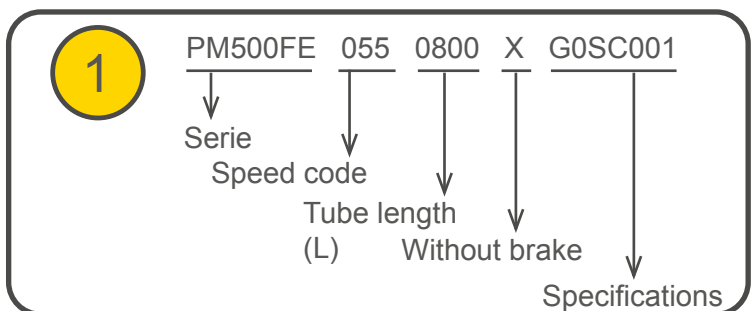 1
PM500FE 055 0800 X G0SC001
Serie
Speed code
Tube length
(L)
Without brake
Specifications